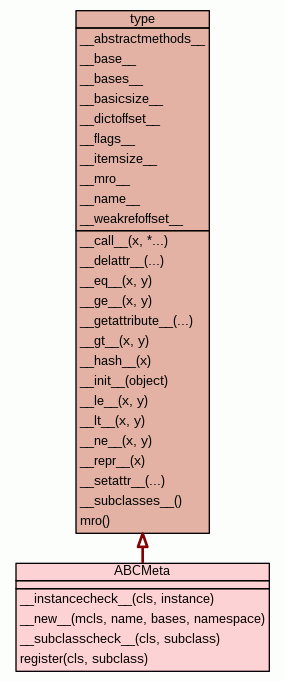 type
__abstractmethods__
__base__
__bases__
__basicsize__
__dictoffset__
__flags__
__itemsize__
__mro__
__name__
__weakrefoffset__
__call__(x, *...)
__delattr__(...)
__eq__(x, y)
__ge__(x, y)
__getattribute__(...)
__gt__(x, y)
__hash__(x)
__init__(object)
__le__(x, y)
__lt__(x, y)
__ne__(x, y)
__repr__(x)
__setattr__(...)
__subclasses__()
mro()
ABCMeta
__instancecheck__(cls, instance)
__new__(mcls, name, bases, namespace)
__subclasscheck__(cls, subclass)
register(cls, subclass)